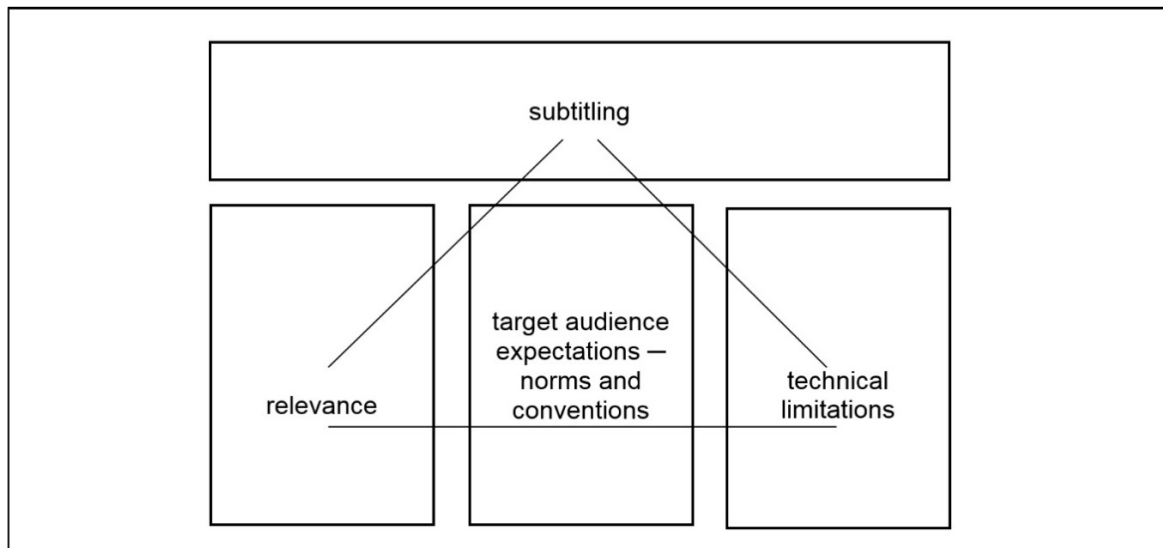 subtitling
relevance
target audience
expectations —
norms and
conventions
technical
limitations